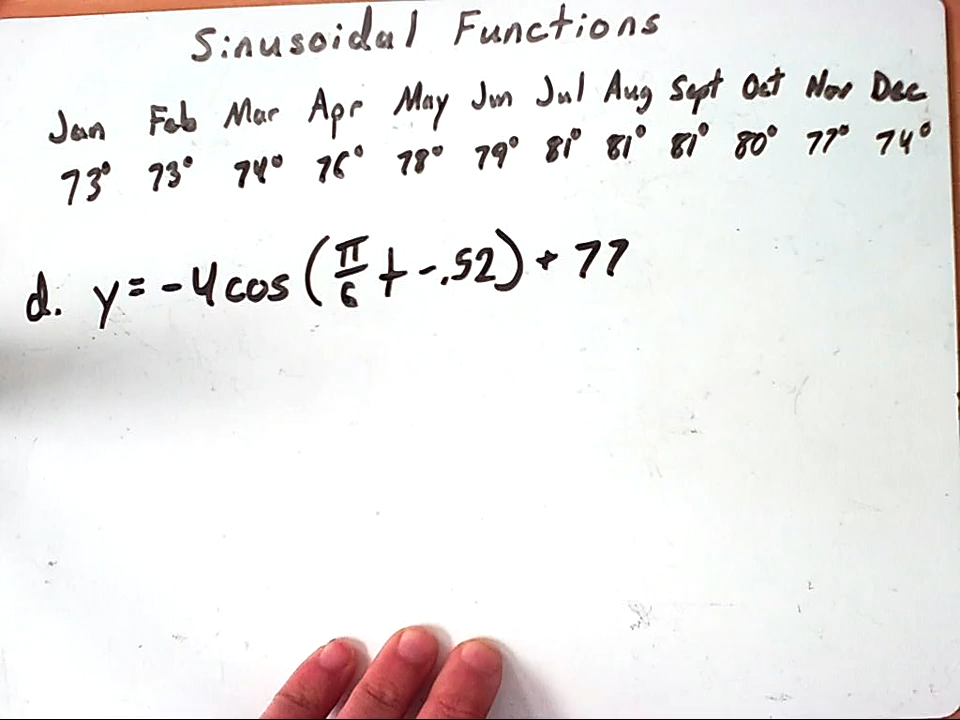 Sinusoidal Functions
Jan Feb Mar Apr May Jun Jul Aug Sept Oct Nov Dec
73° 73° 74° 76° 78° 79° 81° 81° 81° 80° 77° 74°
d. y = -4cos(π/6 t - .52) + 77